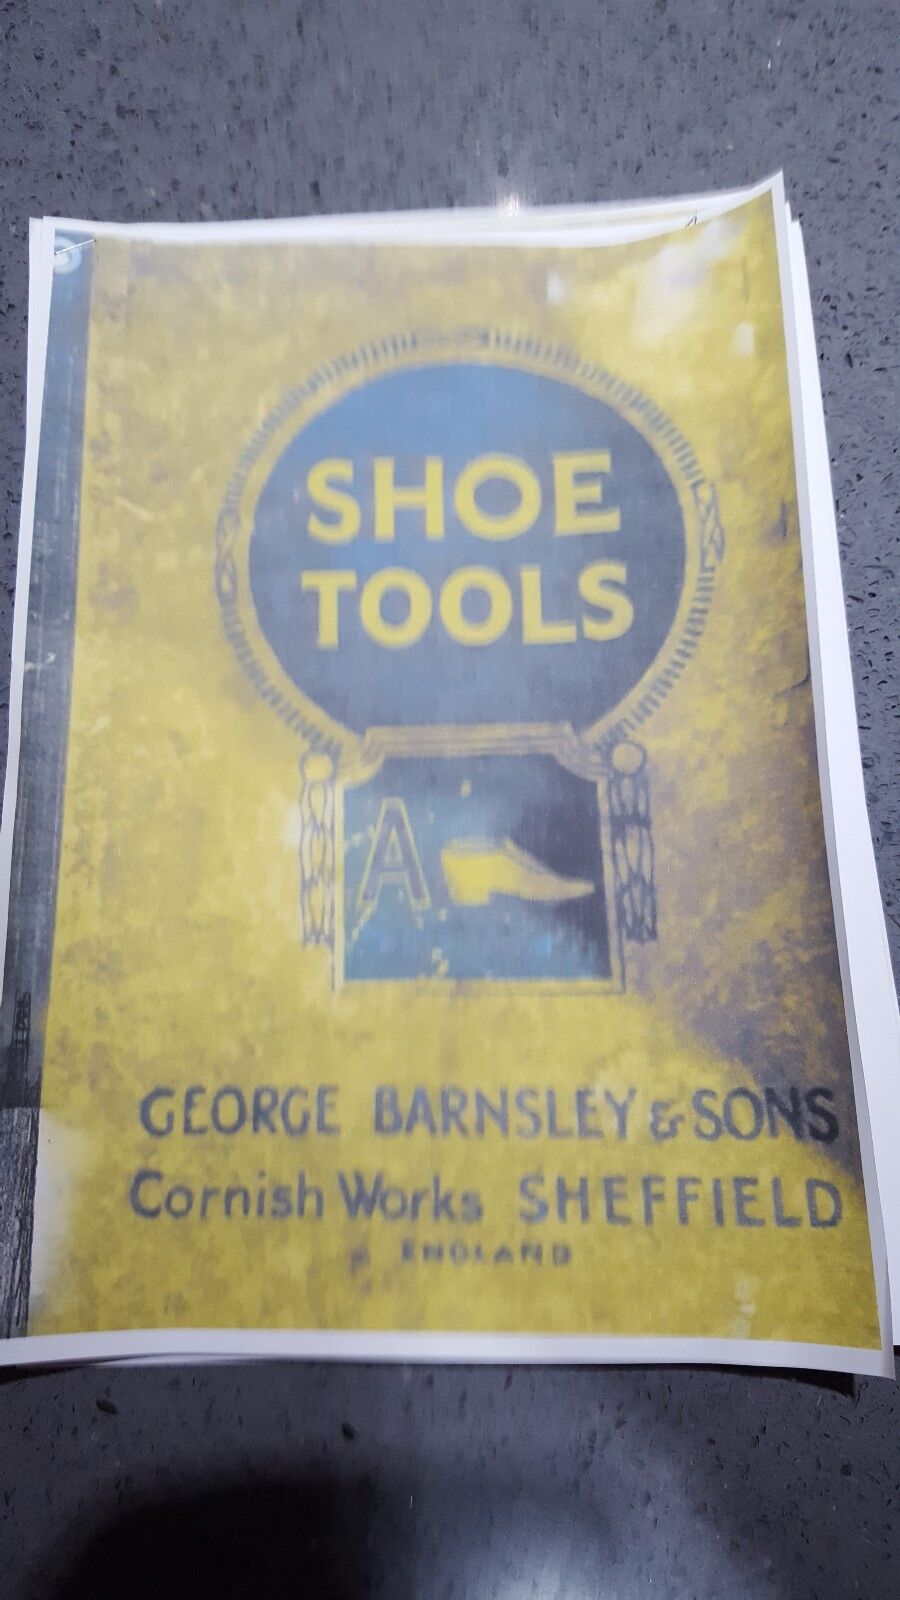 SHOE
TOOLS
A
GEORGE BARNSLEY & SONS
Cornish Works SHEFFIELD
ENGLAND